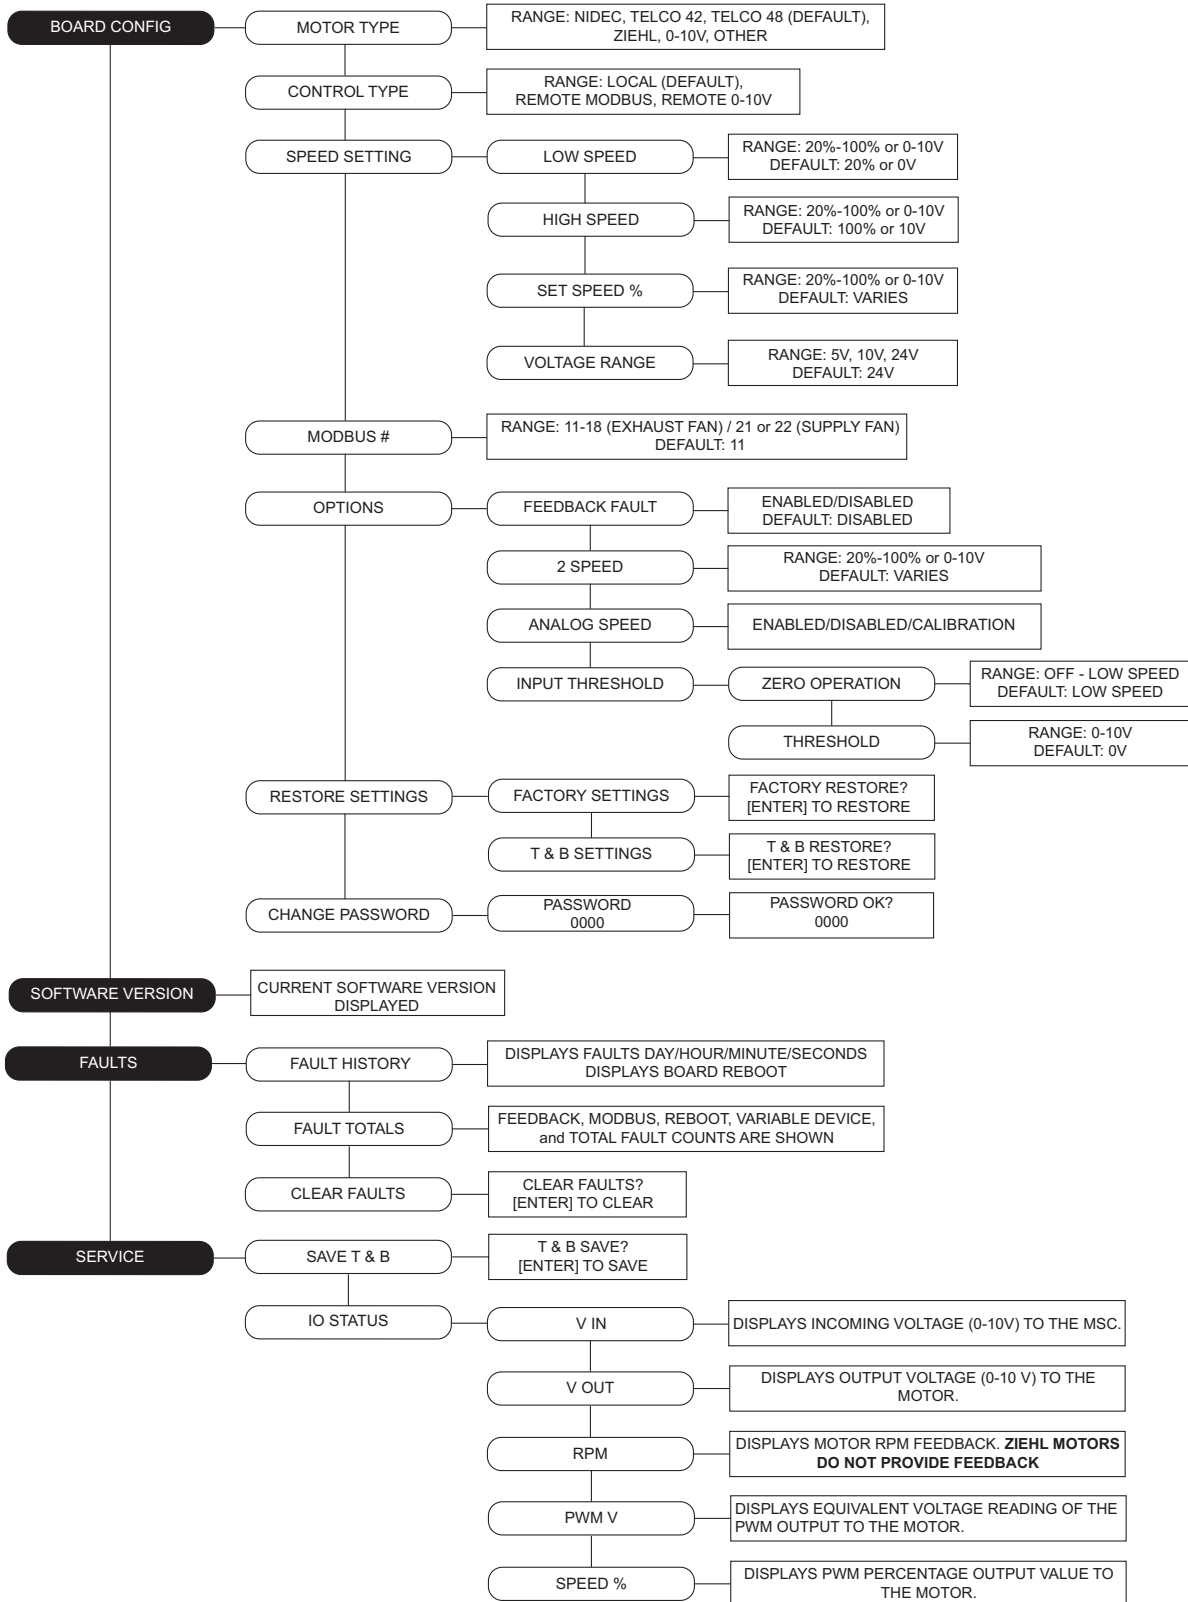 BOARD CONFIG
MOTOR TYPE
RANGE: NIDEC, TELCO 42, TELCO 48 (DEFAULT),
ZIEHL, 0-10V, OTHER
CONTROL TYPE
RANGE: LOCAL (DEFAULT),
REMOTE MODBUS, REMOTE 0-10V
SPEED SETTING
LOW SPEED
RANGE: 20%-100% or 0-10V
DEFAULT: 20% or 0V
HIGH SPEED
RANGE: 20%-100% or 0-10V
DEFAULT: 100% or 10V
SET SPEED %
RANGE: 20%-100% or 0-10V
DEFAULT: VARIES
VOLTAGE RANGE
RANGE: 5V, 10V, 24V
DEFAULT: 24V
MODBUS #
RANGE: 11-18 (EXHAUST FAN) / 21 or 22 (SUPPLY FAN)
DEFAULT: 11
OPTIONS
FEEDBACK FAULT
ENABLED/DISABLED
DEFAULT: DISABLED
2 SPEED
RANGE: 20%-100% or 0-10V
DEFAULT: VARIES
ANALOG SPEED
ENABLED/DISABLED/CALIBRATION
INPUT THRESHOLD
ZERO OPERATION
RANGE: OFF - LOW SPEED
DEFAULT: LOW SPEED
THRESHOLD
RANGE: 0-10V
DEFAULT: 0V
RESTORE SETTINGS
FACTORY SETTINGS
FACTORY RESTORE?
[ENTER] TO RESTORE
T & B SETTINGS
T & B RESTORE?
[ENTER] TO RESTORE
CHANGE PASSWORD
PASSWORD
0000
PASSWORD OK?
0000
SOFTWARE VERSION
CURRENT SOFTWARE VERSION
DISPLAYED
FAULTS
FAULT HISTORY
DISPLAYS FAULTS DAY/HOUR/MINUTE/SECONDS
DISPLAYS BOARD REBOOT
FAULT TOTALS
FEEDBACK, MODBUS, REBOOT, VARIABLE DEVICE,
and TOTAL FAULT COUNTS ARE SHOWN
CLEAR FAULTS
CLEAR FAULTS?
[ENTER] TO CLEAR
SERVICE
SAVE T & B
T & B SAVE?
[ENTER] TO SAVE
IO STATUS
V IN
DISPLAYS INCOMING VOLTAGE (0-10V) TO THE MSC.
V OUT
DISPLAYS OUTPUT VOLTAGE (0-10 V) TO THE
MOTOR.
RPM
DISPLAYS MOTOR RPM FEEDBACK. ZIEHL MOTORS
DO NOT PROVIDE FEEDBACK
PWM V
DISPLAYS EQUIVALENT VOLTAGE READING OF THE
PWM OUTPUT TO THE MOTOR.
SPEED %
DISPLAYS PWM PERCENTAGE OUTPUT VALUE TO
THE MOTOR.